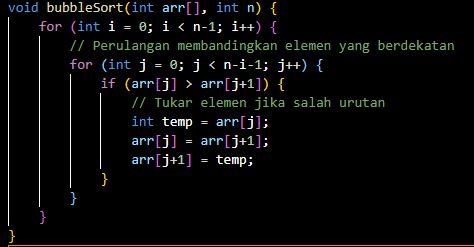 void bubbleSort(int arr[], int n) {
    for (int i = 0; i < n-1; i++) {
        // Perulangan membandingkan elemen yang berdekatan
        for (int j = 0; j < n-i-1; j++) {
            if (arr[j] > arr[j+1]) {
                // Tukar elemen jika salah urutan
                int temp = arr[j];
                arr[j] = arr[j+1];
                arr[j+1] = temp;
            }
        }
    }
}